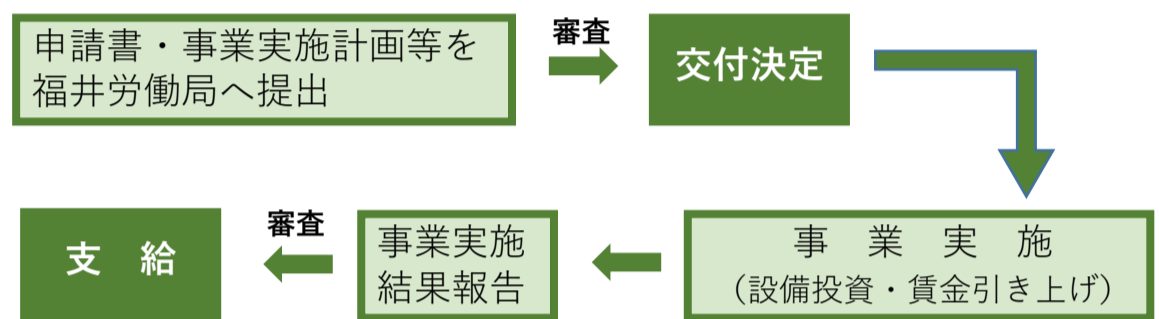 申請書・事業実施計画等を
福井労働局へ提出
審査
交付決定
事業実施
（設備投資・賃金引き上げ）
事業実施
結果報告
審査
支給